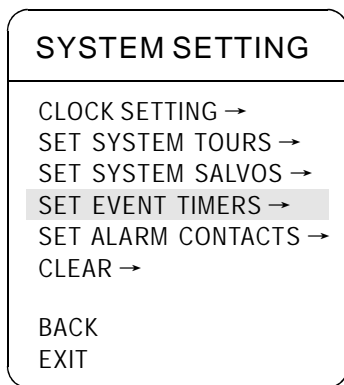 SYSTEM SETTING
CLOCK SETTING →
SET SYSTEM TOURS →
SET SYSTEM SALVOS →
SET EVENT TIMERS →
SET ALARM CONTACTS →
CLEAR →
BACK
EXIT